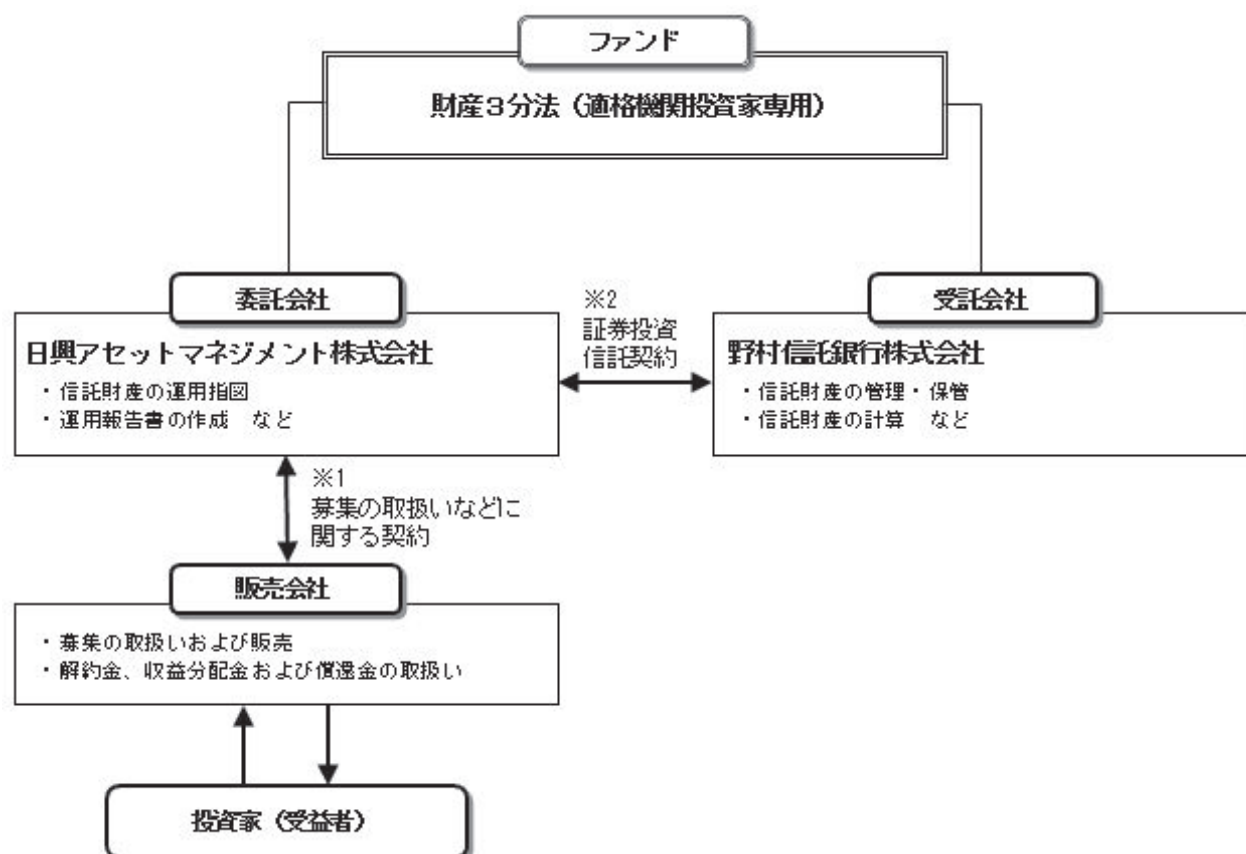 ファンド
財産3分法（適格機関投資家専用）
委託会社
日興アセットマネジメント株式会社
・信託財産の運用指図
・運用報告書の作成　など
※2
証券投資
信託契約
受託会社
野村信託銀行株式会社
・信託財産の管理・保管
・信託財産の計算　など
※1
募集の取扱いなどに
関する契約
販売会社
・募集の取扱いおよび販売
・解約金、収益分配金および償還金の取扱い
投資家（受益者）